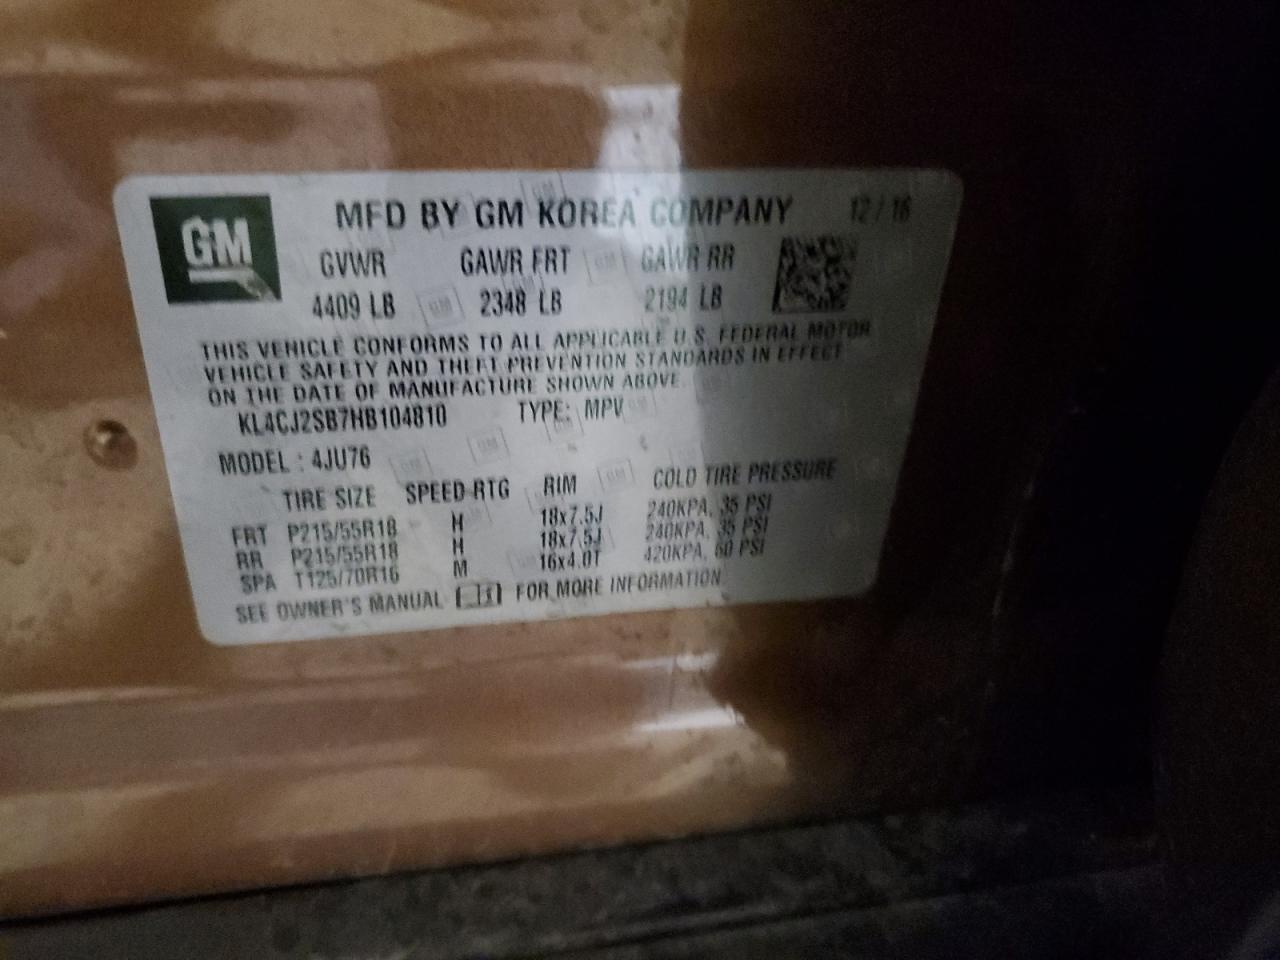 GM
MFD BY GM KOREA COMPANY 12 / 16
GVWR GAWR FRT GAWR RR
4409 LB 2348 LB 2194 LB
THIS VEHICLE CONFORMS TO ALL APPLICABLE U.S. FEDERAL MOTOR
VEHICLE SAFETY AND THEFT PREVENTION STANDARDS IN EFFECT
ON THE DATE OF MANUFACTURE SHOWN ABOVE.
KL4CJ2SB7HB104810 TYPE: MPV
MODEL : 4JU76
TIRE SIZE SPEED RTG RIM COLD TIRE PRESSURE
FRT P215/55R18 H 18x7.5J 240KPA, 35 PSI
RR P215/55R18 H 18x7.5J 240KPA, 35 PSI
SPA T125/70R16 M 16x4.0T 420KPA, 60 PSI
SEE OWNER'S MANUAL FOR MORE INFORMATION